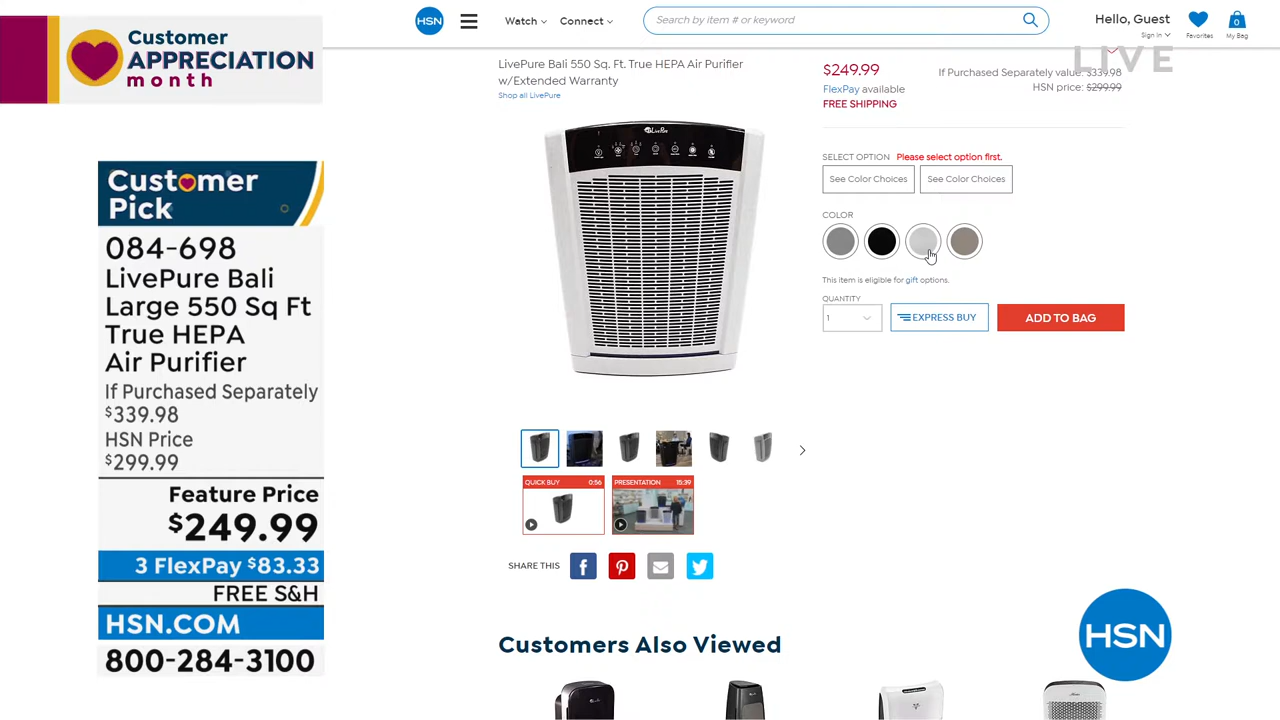 Customer
APPRECIATION
month
HSN
Watch
Connect
Search by item # or keyword
Hello, Guest
Sign in
Favorites
0
My Bag
LIVE
LivePure Bali 550 Sq. Ft. True HEPA Air Purifier
w/Extended Warranty
Shop all LivePure
$249.99
If Purchased Separately value: $339.98
FlexPay available
HSN price: $299.99
FREE SHIPPING
LivePure
SELECT OPTION Please select option first.
See Color Choices
See Color Choices
COLOR
This item is eligible for gift options.
QUANTITY
1
EXPRESS BUY
ADD TO BAG
Customer
Pick
084-698
LivePure Bali
Large 550 Sq Ft
True HEPA
Air Purifier
If Purchased Separately
$339.98
HSN Price
$299.99
Feature Price
$249.99
3 FlexPay $83.33
FREE S&H
HSN.COM
800-284-3100
QUICK BUY 0:56
PRESENTATION 15:39
SHARE THIS
Customers Also Viewed
HSN